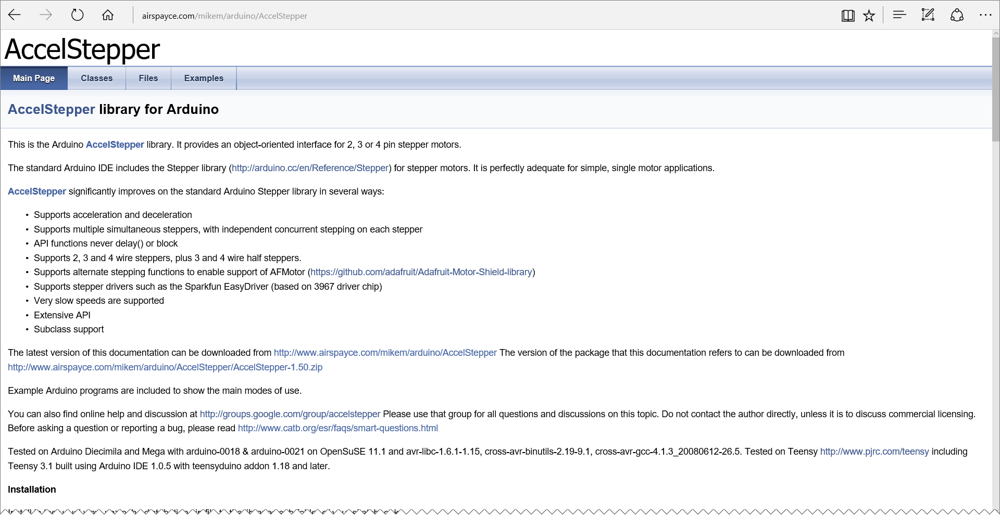 airspayce.com/mikem/arduino/AccelStepper
AccelStepper
Main Page
Classes
Files
Examples
AccelStepper library for Arduino
This is the Arduino AccelStepper library. It provides an object-oriented interface for 2, 3 or 4 pin stepper motors.
The standard Arduino IDE includes the Stepper library (http://arduino.cc/en/Reference/Stepper) for stepper motors. It is perfectly adequate for simple, single motor applications.
AccelStepper significantly improves on the standard Arduino Stepper library in several ways:
• Supports acceleration and deceleration
• Supports multiple simultaneous steppers, with independent concurrent stepping on each stepper
• API functions never delay() or block
• Supports 2, 3 and 4 wire steppers, plus 3 and 4 wire half steppers.
• Supports alternate stepping functions to enable support of AFMotor (https://github.com/adafruit/Adafruit-Motor-Shield-library)
• Supports stepper drivers such as the Sparkfun EasyDriver (based on 3967 driver chip)
• Very slow speeds are supported
• Extensive API
• Subclass support
The latest version of this documentation can be downloaded from http://www.airspayce.com/mikem/arduino/AccelStepper The version of the package that this documentation refers to can be downloaded from
http://www.airspayce.com/mikem/arduino/AccelStepper/AccelStepper-1.50.zip
Example Arduino programs are included to show the main modes of use.
You can also find online help and discussion at http://groups.google.com/group/accelstepper Please use that group for all questions and discussions on this topic. Do not contact the author directly, unless it is to discuss commercial licensing.
Before asking a question or reporting a bug, please read http://www.catb.org/esr/faqs/smart-questions.html
Tested on Arduino Diecimila and Mega with arduino-0018 & arduino-0021 on OpenSuSE 11.1 and avr-libc-1.6.1-1.15, cross-avr-binutils-2.19-9.1, cross-avr-gcc-4.1.3_20080612-26.5. Tested on Teensy http://www.pjrc.com/teensy including
Teensy 3.1 built using Arduino IDE 1.0.5 with teensyduino addon 1.18 and later.
Installation